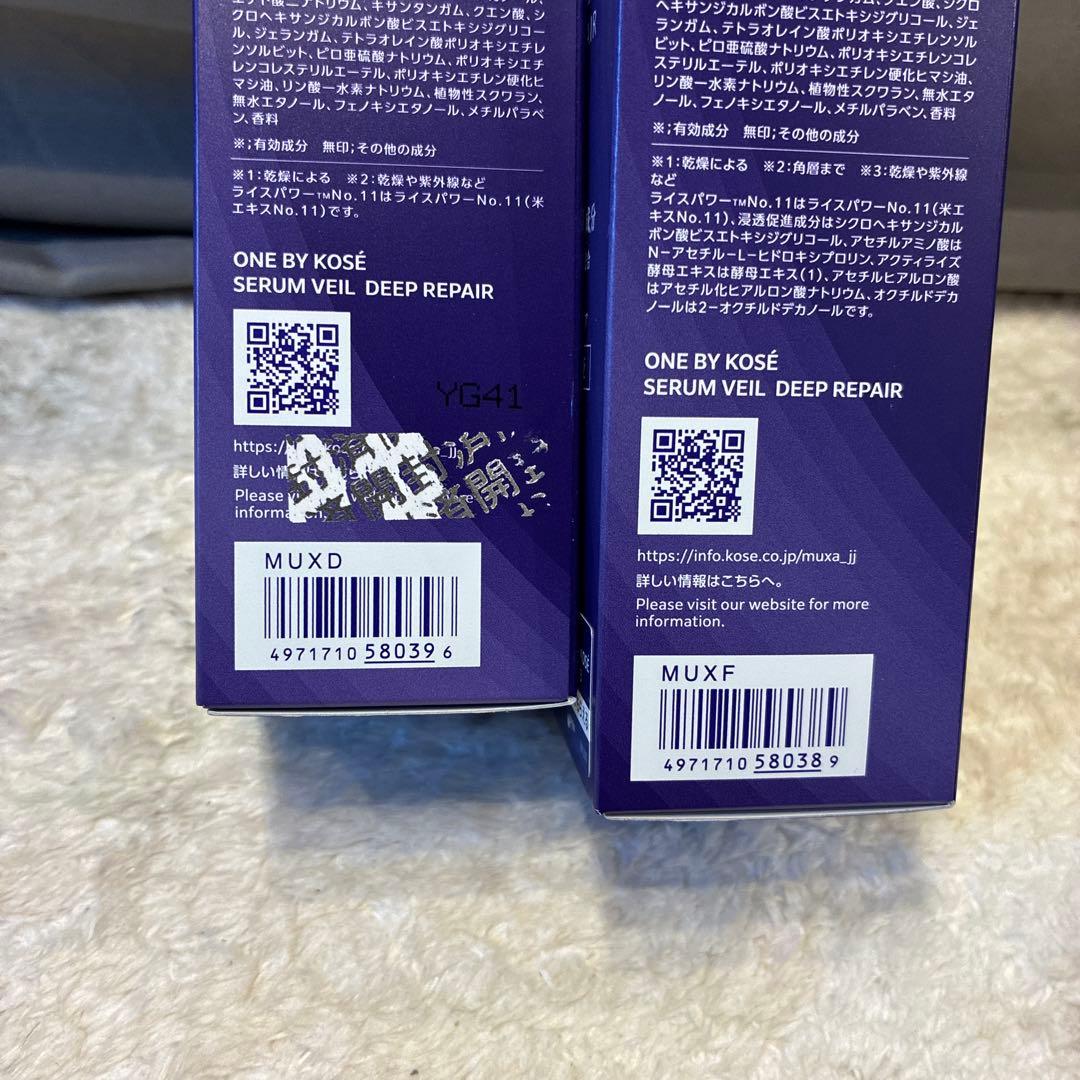 エデト酸二ナトリウム、キサンタンガム、クエン酸、シ
クロヘキサンジカルボン酸ビスエトキシジグリコー
ル、ジェランガム、テトラオレイン酸ポリオキシエチレ
ンソルビット、ピロ亜硫酸ナトリウム、ポリオキシエチ
レンコレステリルエーテル、ポリオキシエチレン硬化ヒ
マシ油、リン酸一水素ナトリウム、植物性スクワラン、
無水エタノール、フェノキシエタノール、メチルパラベ
ン、香料
※;有効成分　無印;その他の成分
※1:乾燥による　※2:乾燥や紫外線など
ライスパワー™No.11はライスパワーNo.11(米
エキスNo.11)です。
ONE BY KOSÉ
SERUM VEIL DEEP REPAIR
YG41
https:/
詳しい情
Please
MUXD
4971710 58039 6
ヘキサンジカルボン酸ビスエトキシジグリコール、ジェ
ランガム、テトラオレイン酸ポリオキシエチレンソル
ビット、ピロ亜硫酸ナトリウム、ポリオキシエチレンコレ
ステリルエーテル、ポリオキシエチレン硬化ヒマシ油、
リン酸一水素ナトリウム、植物性スクワラン、無水エタ
ノール、フェノキシエタノール、メチルパラベン、香料
※;有効成分　無印;その他の成分
※1:乾燥による　※2:角層まで　※3:乾燥や紫外線
など
ライスパワー™No.11はライスパワーNo.11(米エ
キスNo.11)、浸透促進成分はシクロヘキサンジカル
ボン酸ビスエトキシジグリコール、アセチルアミノ酸は
N-アセチル-L-ヒドロキシプロリン、アクティライズ
酵母エキスは酵母エキス(1)、アセチルヒアルロン酸
はアセチル化ヒアルロン酸ナトリウム、オクチルドデカ
ノールは2-オクチルドデカノールです。
ONE BY KOSÉ
SERUM VEIL DEEP REPAIR
https://info.kose.co.jp/muxa_jj
詳しい情報はこちらへ。
Please visit our website for more
information.
MUXF
4971710 58038 9